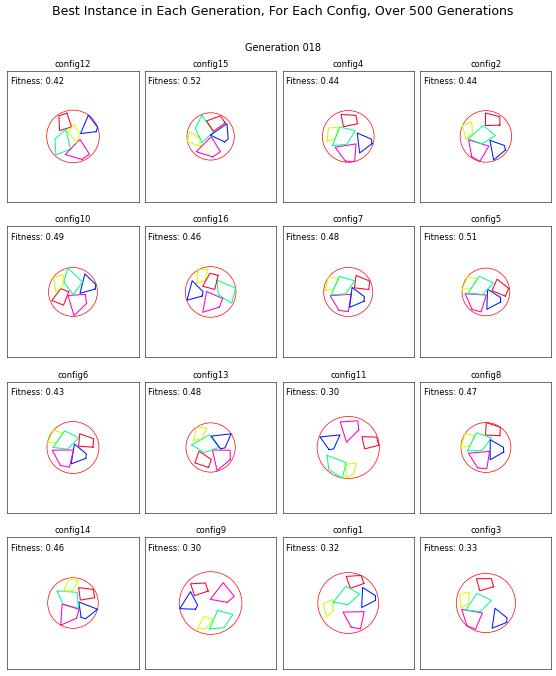 Best Instance in Each Generation, For Each Config, Over 500 Generations
Generation 018
config12
Fitness: 0.42
config15
Fitness: 0.52
config4
Fitness: 0.44
config2
Fitness: 0.44
config10
Fitness: 0.49
config16
Fitness: 0.46
config7
Fitness: 0.48
config5
Fitness: 0.51
config6
Fitness: 0.43
config13
Fitness: 0.48
config11
Fitness: 0.30
config8
Fitness: 0.47
config14
Fitness: 0.46
config9
Fitness: 0.30
config1
Fitness: 0.32
config3
Fitness: 0.33